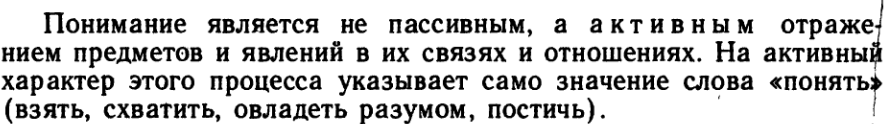 Понимание является не пассивным, а активным отраже-
нием предметов и явлений в их связях и отношениях. На активный
характер этого процесса указывает само значение слова «понять»
(взять, схватить, овладеть разумом, постичь).